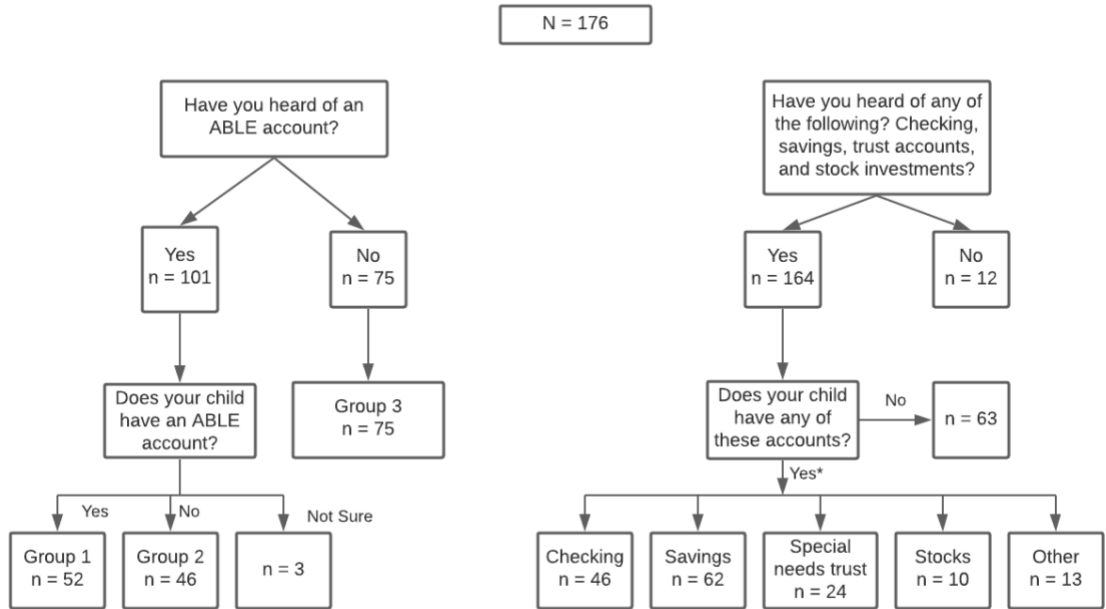 N = 176
Have you heard of an
ABLE account?
Yes
n = 101
No
n = 75
Does your child
have an ABLE
account?
Group 3
n = 75
Yes
No
Not Sure
Group 1
n = 52
Group 2
n = 46
n = 3
Have you heard of any of
the following? Checking,
savings, trust accounts,
and stock investments?
Yes
n = 164
No
n = 12
Does your child
have any of
these accounts?
No
n = 63
Yes*
Checking
n = 46
Savings
n = 62
Special
needs trust
n = 24
Stocks
n = 10
Other
n = 13